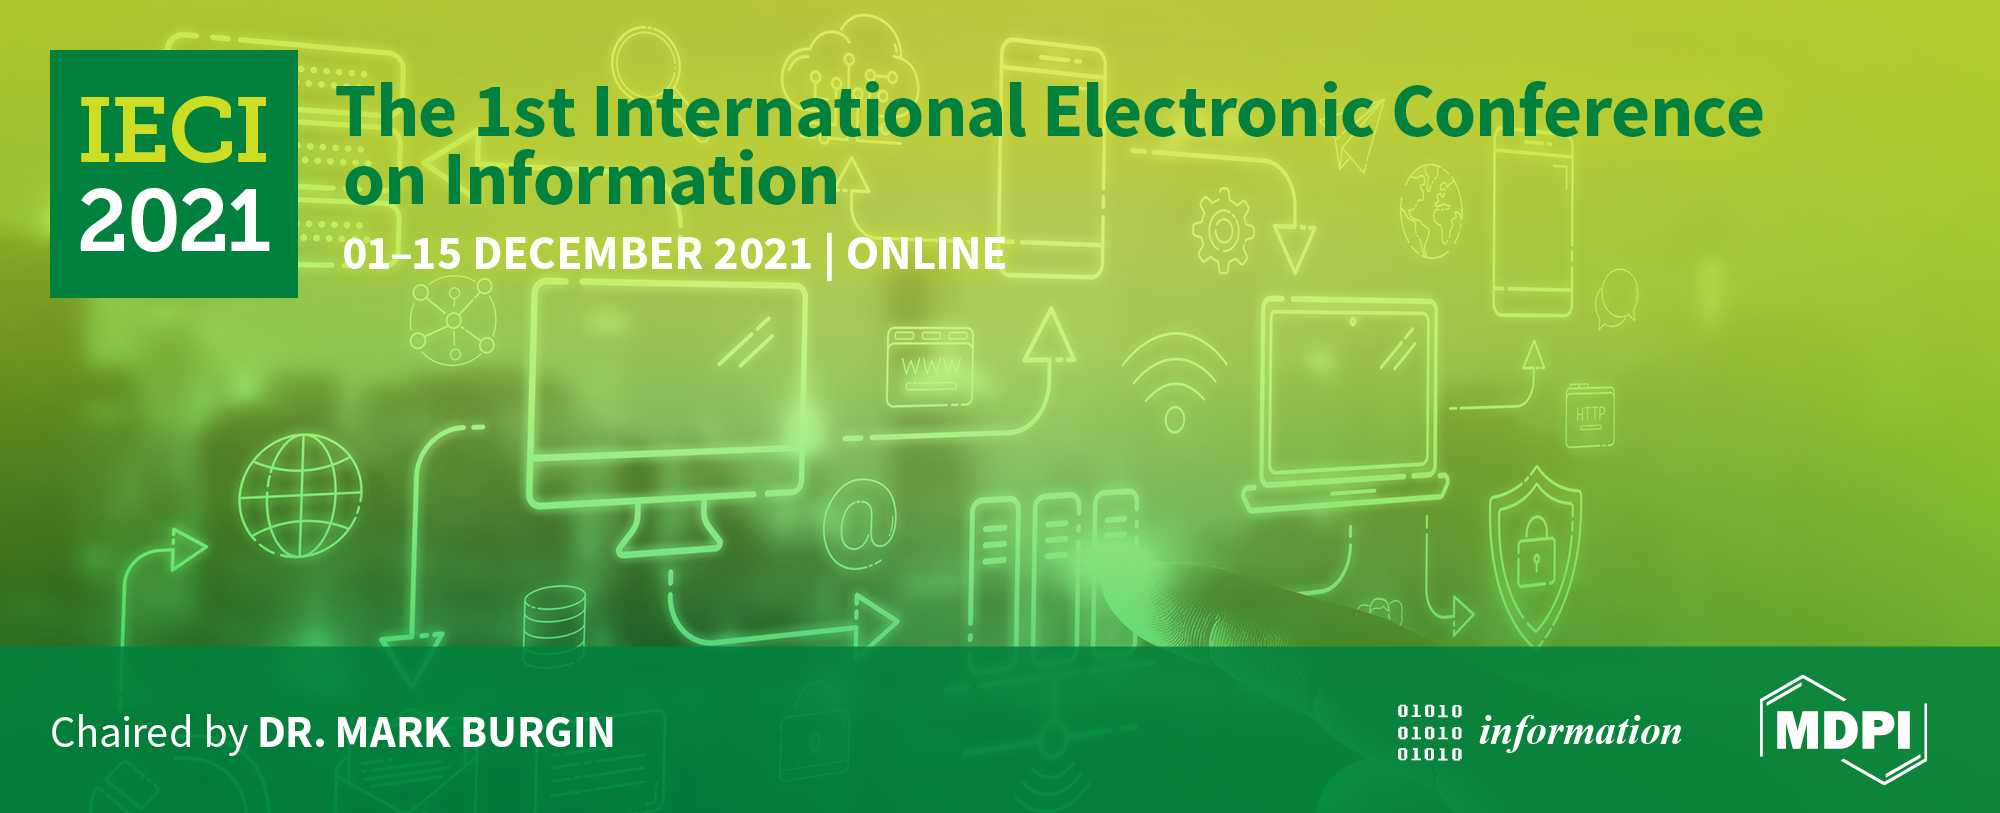 IECI
2021
The 1st International Electronic Conference
on Information
01–15 DECEMBER 2021 | ONLINE
WWW
HTTP
@
Chaired by DR. MARK BURGIN
01010
01010
01010
information
MDPI